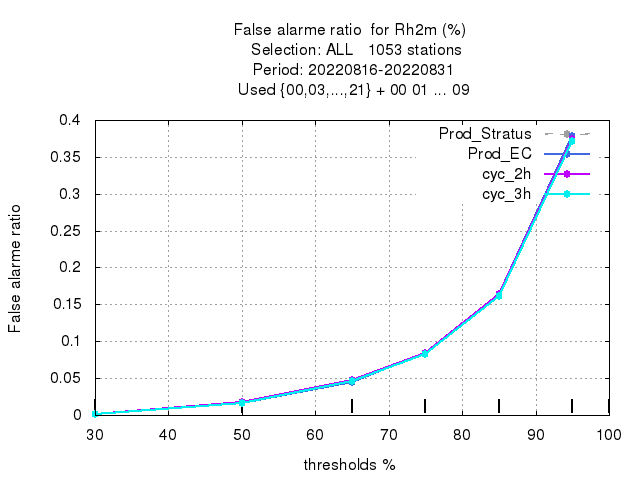 False alarme ratio  for Rh2m (%)
Selection: ALL   1053 stations
Period: 20220816-20220831
Used {00,03,...,21} + 00 01 ... 09
False alarme ratio
0.4
0.35
0.3
0.25
0.2
0.15
0.1
0.05
0
Prod_Stratus
Prod_EC
cyc_2h
cyc_3h
30 40 50 60 70 80 90 100
thresholds %